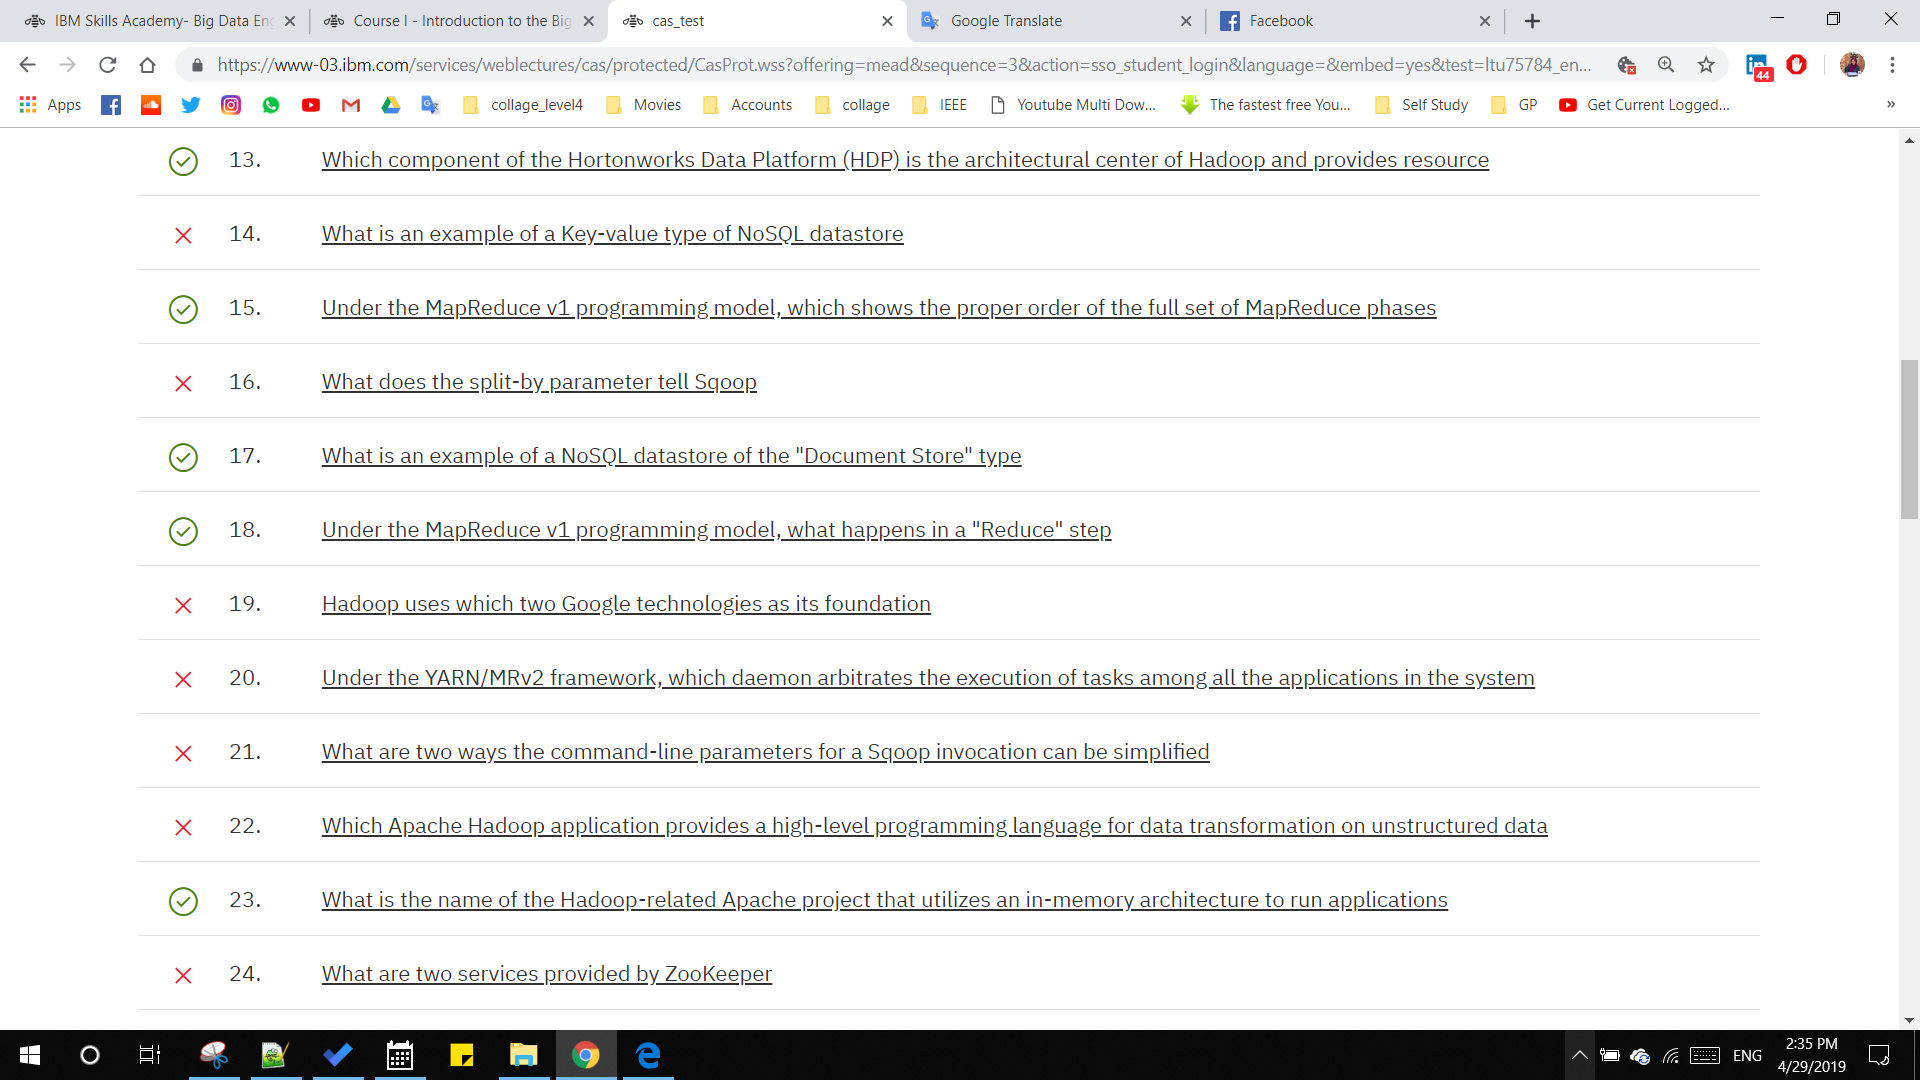 IBM Skills Academy- Big Data En
Course I - Introduction to the Big
cas_test
Google Translate
Facebook
https://www-03.ibm.com/services/weblectures/cas/protected/CasProt.wss?offering=mead&sequence=3&action=sso_student_login&language=&embed=yes&test=ltu75784_en...
44
Apps
collage_level4
Movies
Accounts
collage
IEEE
Youtube Multi Dow...
The fastest free You...
Self Study
GP
Get Current Logged...
»
13. Which component of the Hortonworks Data Platform (HDP) is the architectural center of Hadoop and provides resource
14. What is an example of a Key-value type of NoSQL datastore
15. Under the MapReduce v1 programming model, which shows the proper order of the full set of MapReduce phases
16. What does the split-by parameter tell Sqoop
17. What is an example of a NoSQL datastore of the "Document Store" type
18. Under the MapReduce v1 programming model, what happens in a "Reduce" step
19. Hadoop uses which two Google technologies as its foundation
20. Under the YARN/MRv2 framework, which daemon arbitrates the execution of tasks among all the applications in the system
21. What are two ways the command-line parameters for a Sqoop invocation can be simplified
22. Which Apache Hadoop application provides a high-level programming language for data transformation on unstructured data
23. What is the name of the Hadoop-related Apache project that utilizes an in-memory architecture to run applications
24. What are two services provided by ZooKeeper
ENG
2:35 PM
4/29/2019